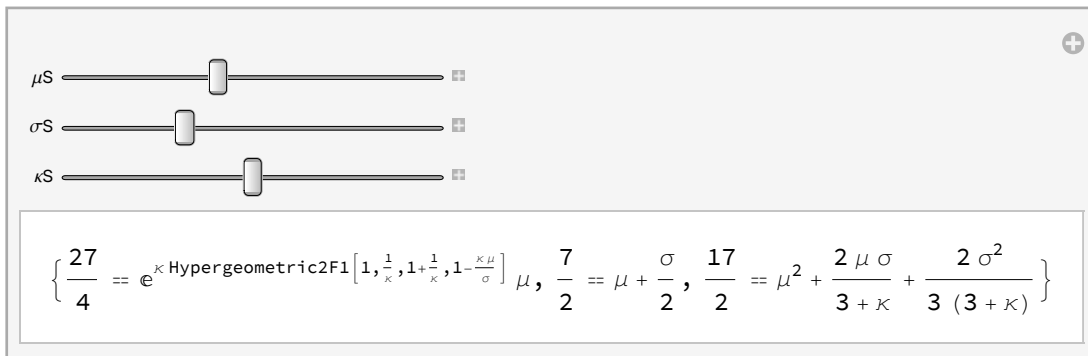 μS
σS
κS
{27/4 == ⅇ^(κ Hypergeometric2F1[1, 1/κ, 1+1/κ, 1-κ μ/σ]) μ, 7/2 == μ + σ/2, 17/2 == μ^2 + 2 μ σ/(3 + κ) + 2 σ^2/(3 (3 + κ))}